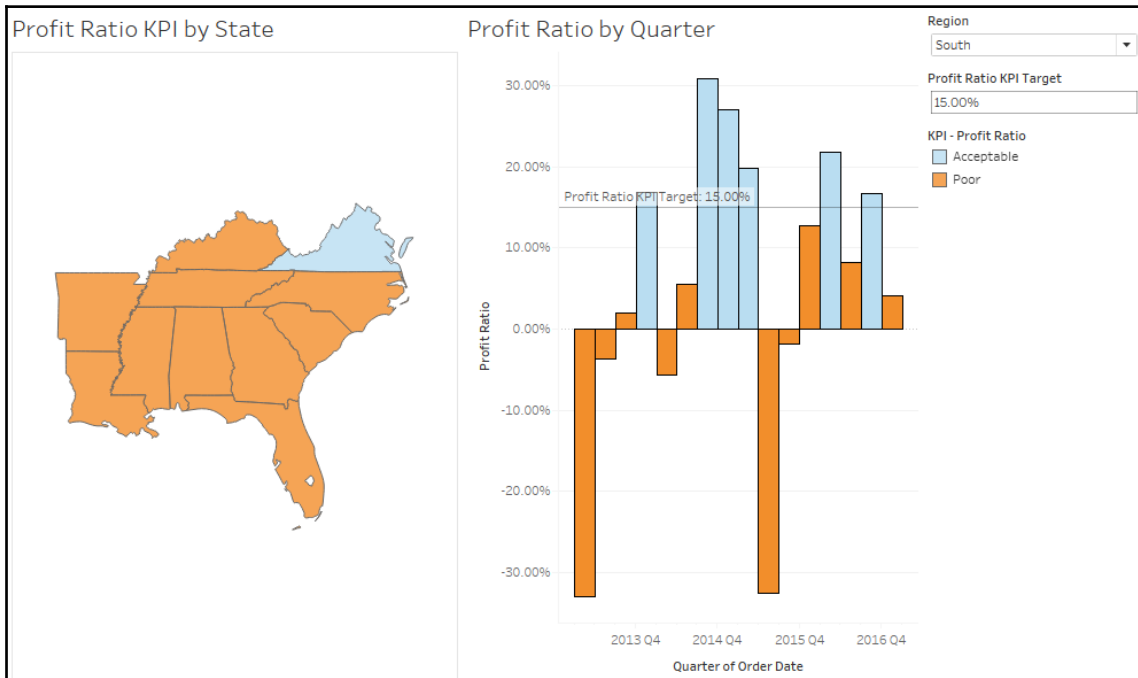 Profit Ratio KPI by State
Profit Ratio by Quarter
Region
South
Profit Ratio KPI Target
15.00%
KPI - Profit Ratio
Acceptable
Poor
30.00%
20.00%
Profit Ratio KPI Target: 15.00%
10.00%
0.00%
-10.00%
-20.00%
-30.00%
Profit Ratio
2013 Q4
2014 Q4
2015 Q4
2016 Q4
Quarter of Order Date